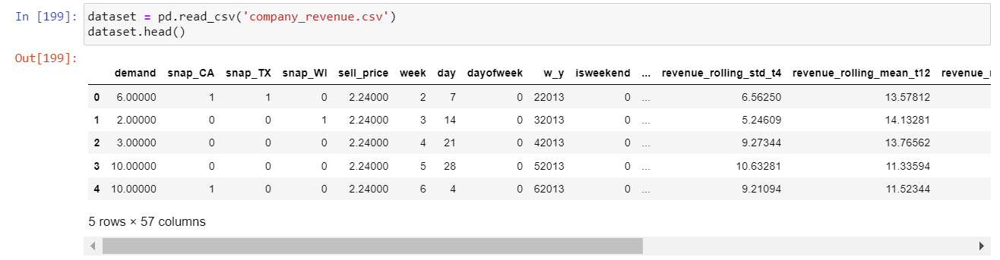 In [199]: dataset = pd.read_csv('company_revenue.csv')
dataset.head()
Out[199]:
demand snap_CA snap_TX snap_WI sell_price week day dayofweek w_y isweekend ... revenue_rolling_std_t4 revenue_rolling_mean_t12
0 6.00000 1 1 0 2.24000 2 7 0 22013 0 ... 6.56250 13.57812
1 2.00000 0 0 1 2.24000 3 14 0 32013 0 ... 5.24609 14.13281
2 3.00000 0 0 0 2.24000 4 21 0 42013 0 ... 9.27344 13.76562
3 10.00000 0 0 0 2.24000 5 28 0 52013 0 ... 10.63281 11.33594
4 10.00000 1 0 0 2.24000 6 4 0 62013 0 ... 9.21094 11.52344
5 rows × 57 columns